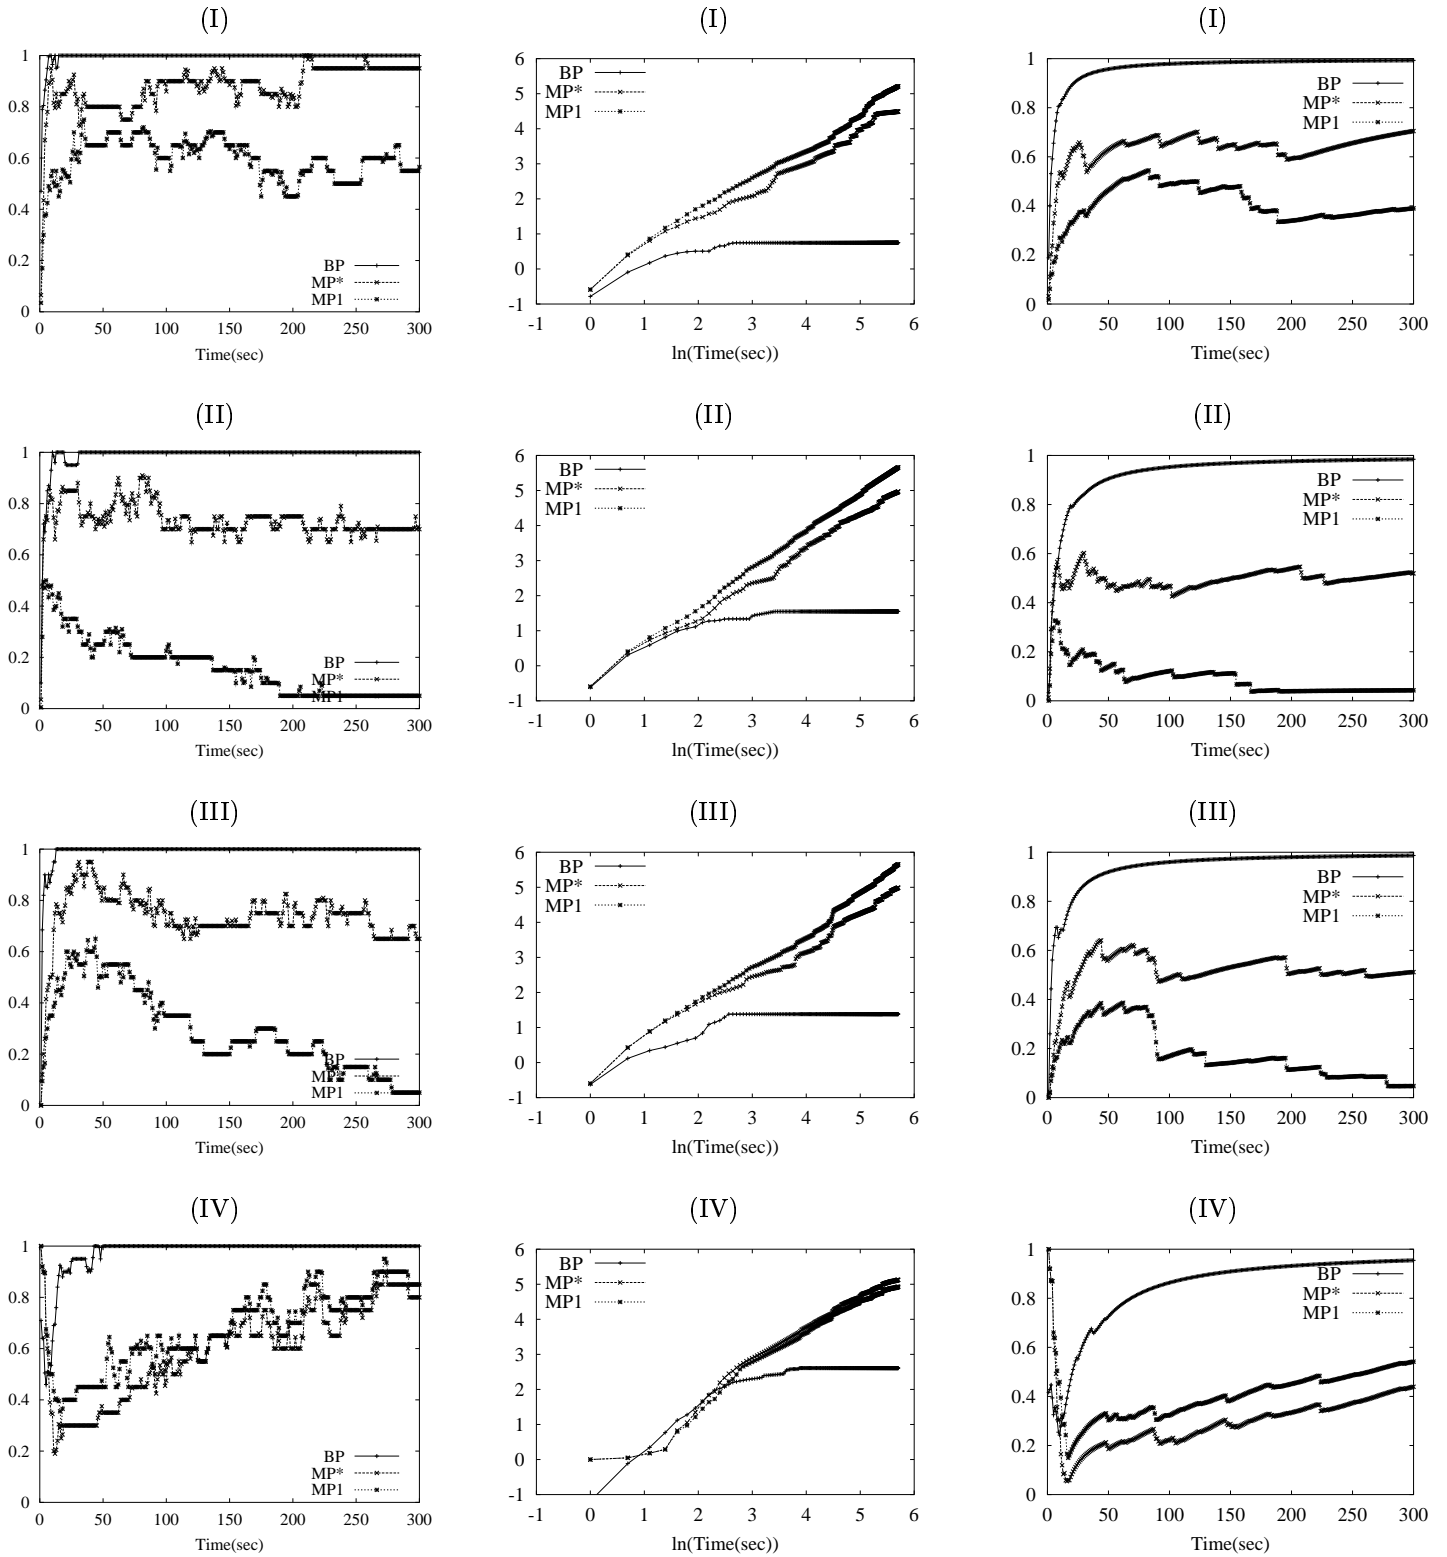 (I) (I) (I)
1
0.8
0.6
0.4
0.2
0
0 50 100 150 200 250 300
Time(sec)
BP
MP*
MP1
6
5
4
3
2
1
0
-1
-1 0 1 2 3 4 5 6
ln(Time(sec))
BP
MP*
MP1
1
0.8
0.6
0.4
0.2
0
0 50 100 150 200 250 300
Time(sec)
BP
MP*
MP1
(II) (II) (II)
1
0.8
0.6
0.4
0.2
0
0 50 100 150 200 250 300
Time(sec)
BP
MP*
MP1
6
5
4
3
2
1
0
-1
-1 0 1 2 3 4 5 6
ln(Time(sec))
BP
MP*
MP1
1
0.8
0.6
0.4
0.2
0
0 50 100 150 200 250 300
Time(sec)
BP
MP*
MP1
(III) (III) (III)
1
0.8
0.6
0.4
0.2
0
0 50 100 150 200 250 300
Time(sec)
BP
MP*
MP1
6
5
4
3
2
1
0
-1
-1 0 1 2 3 4 5 6
ln(Time(sec))
BP
MP*
MP1
1
0.8
0.6
0.4
0.2
0
0 50 100 150 200 250 300
Time(sec)
BP
MP*
MP1
(IV) (IV) (IV)
1
0.8
0.6
0.4
0.2
0
0 50 100 150 200 250 300
Time(sec)
BP
MP*
MP1
6
5
4
3
2
1
0
-1
-1 0 1 2 3 4 5 6
ln(Time(sec))
BP
MP*
MP1
1
0.8
0.6
0.4
0.2
0
0 50 100 150 200 250 300
Time(sec)
BP
MP*
MP1